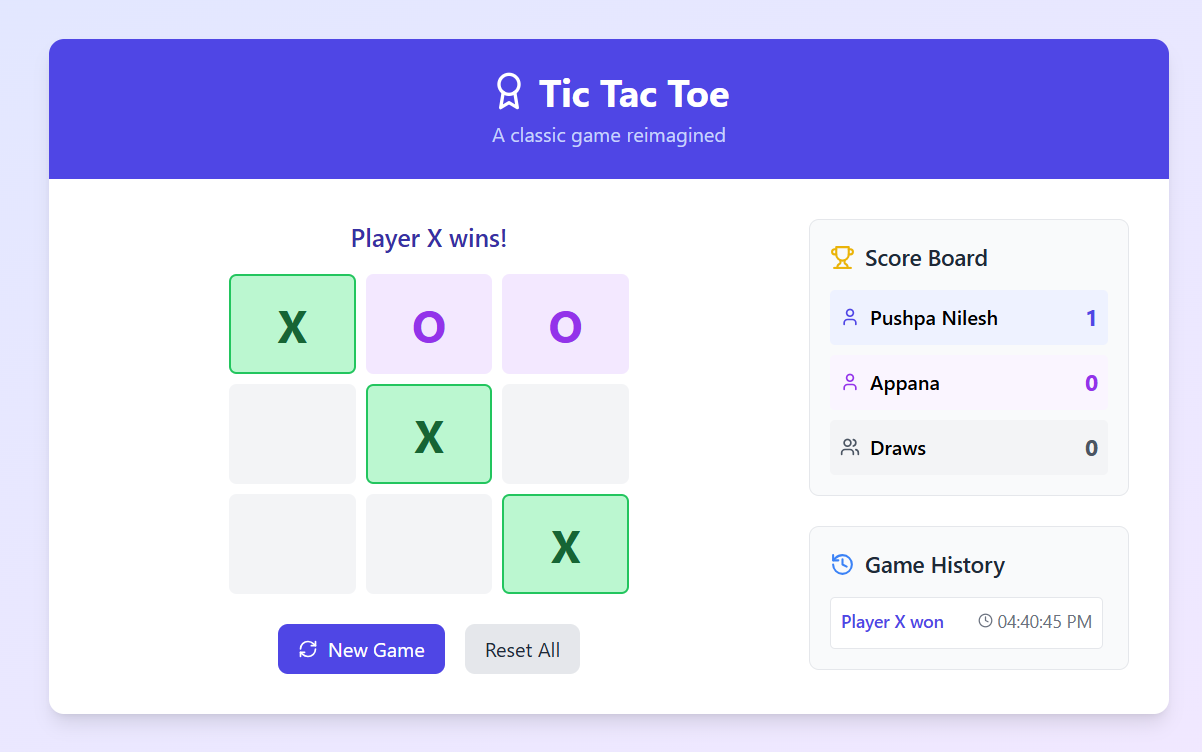 Tic Tac Toe
A classic game reimagined
Player X wins!
X O O
X
X
New Game
Reset All
Score Board
Pushpa Nilesh 1
Appana 0
Draws 0
Game History
Player X won 04:40:45 PM